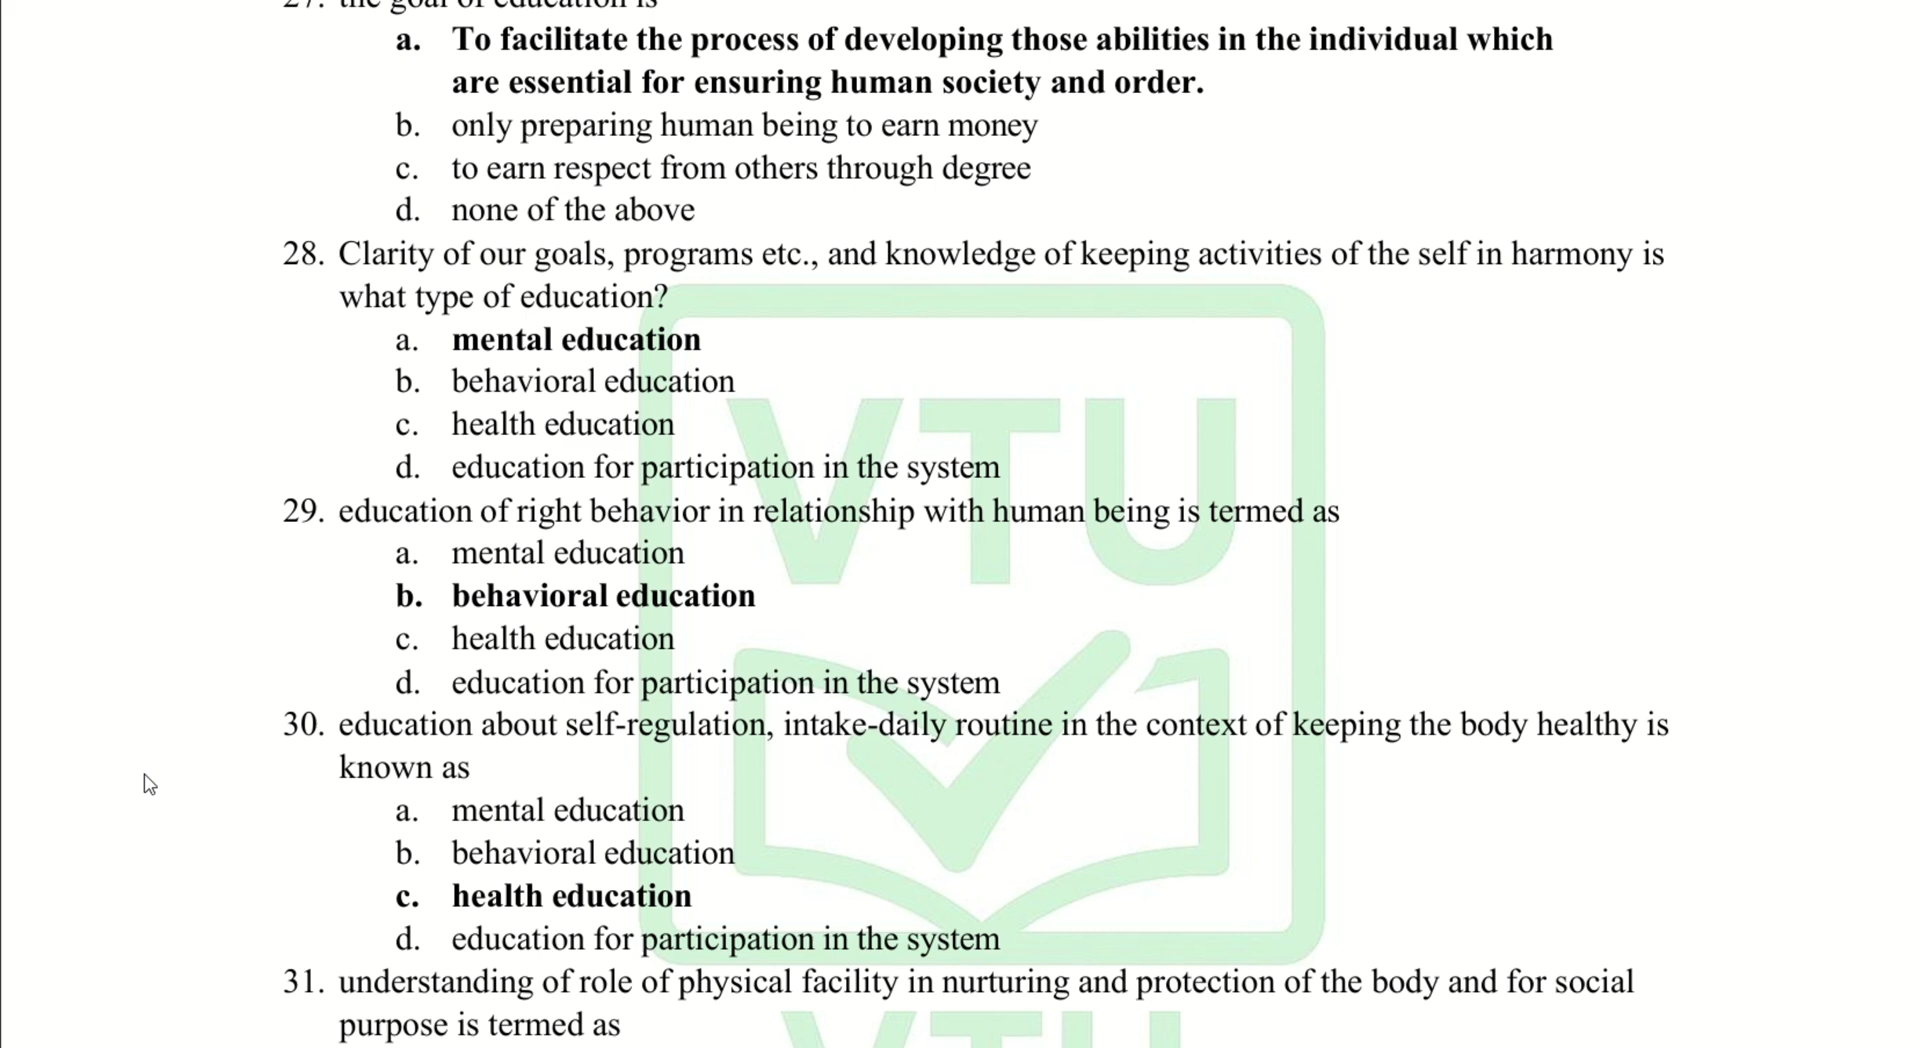 27. the goal of education is
a. To facilitate the process of developing those abilities in the individual which
are essential for ensuring human society and order.
b. only preparing human being to earn money
c. to earn respect from others through degree
d. none of the above
28. Clarity of our goals, programs etc., and knowledge of keeping activities of the self in harmony is
what type of education?
a. mental education
b. behavioral education
c. health education
d. education for participation in the system
29. education of right behavior in relationship with human being is termed as
a. mental education
b. behavioral education
c. health education
d. education for participation in the system
30. education about self-regulation, intake-daily routine in the context of keeping the body healthy is
known as
a. mental education
b. behavioral education
c. health education
d. education for participation in the system
31. understanding of role of physical facility in nurturing and protection of the body and for social
purpose is termed as
VTU
VTU